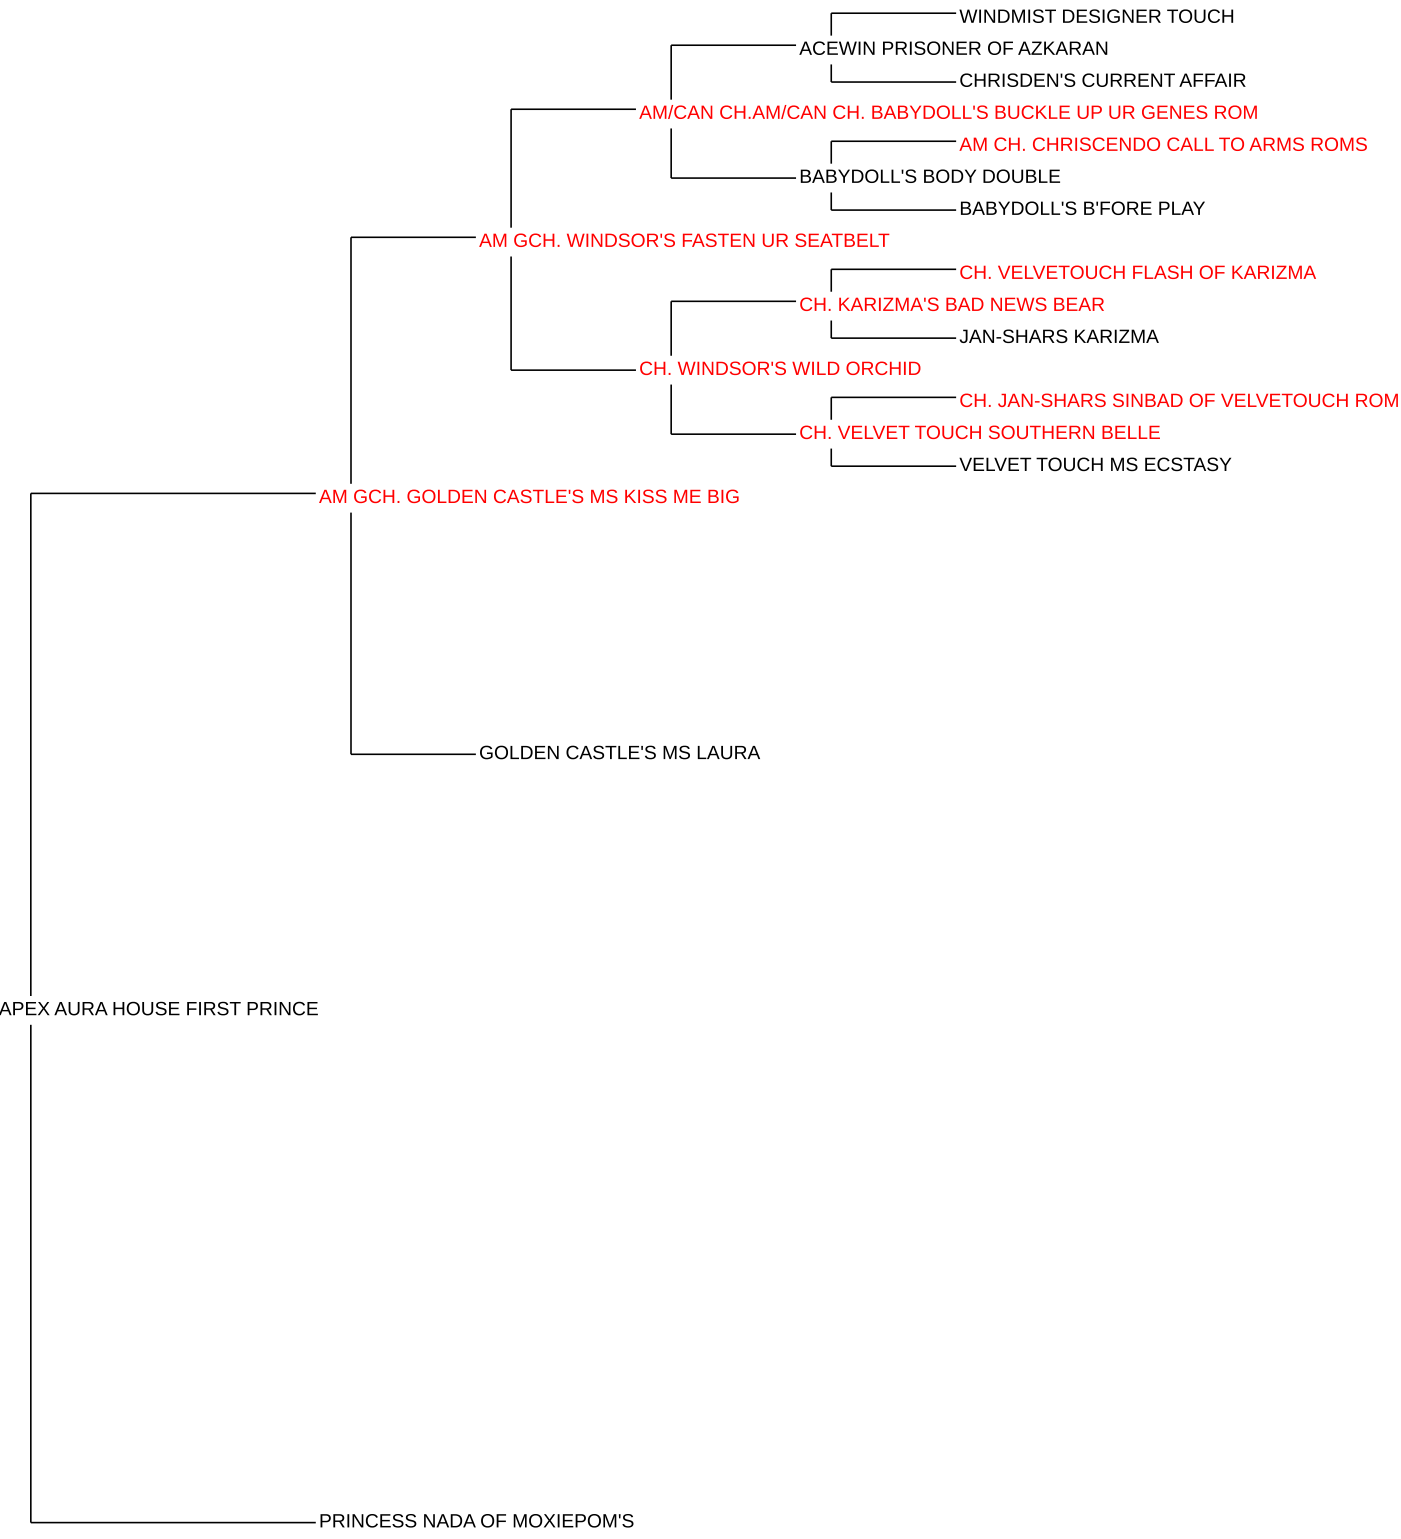 WINDMIST DESIGNER TOUCH
ACEWIN PRISONER OF AZKARAN
CHRISDEN'S CURRENT AFFAIR
AM/CAN CH.AM/CAN CH. BABYDOLL'S BUCKLE UP UR GENES ROM
AM CH. CHRISCENDO CALL TO ARMS ROMS
BABYDOLL'S BODY DOUBLE
BABYDOLL'S B'FORE PLAY
AM GCH. WINDSOR'S FASTEN UR SEATBELT
CH. VELVETOUCH FLASH OF KARIZMA
CH. KARIZMA'S BAD NEWS BEAR
JAN-SHARS KARIZMA
CH. WINDSOR'S WILD ORCHID
CH. JAN-SHARS SINBAD OF VELVETOUCH ROM
CH. VELVET TOUCH SOUTHERN BELLE
VELVET TOUCH MS ECSTASY
AM GCH. GOLDEN CASTLE'S MS KISS ME BIG
GOLDEN CASTLE'S MS LAURA
APEX AURA HOUSE FIRST PRINCE
PRINCESS NADA OF MOXIEPOM'S